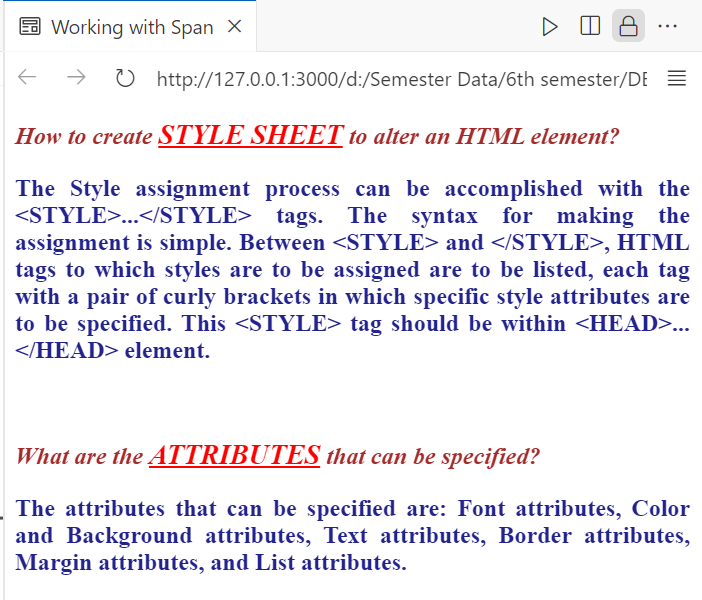 Working with Span
http://127.0.0.1:3000/d:/Semester Data/6th semester/DE
How to create STYLE SHEET to alter an HTML element?
The Style assignment process can be accomplished with the
<STYLE>...</STYLE> tags. The syntax for making the
assignment is simple. Between <STYLE> and </STYLE>, HTML
tags to which styles are to be assigned are to be listed, each tag
with a pair of curly brackets in which specific style attributes are
to be specified. This <STYLE> tag should be within <HEAD>...
</HEAD> element.
What are the ATTRIBUTES that can be specified?
The attributes that can be specified are: Font attributes, Color
and Background attributes, Text attributes, Border attributes,
Margin attributes, and List attributes.